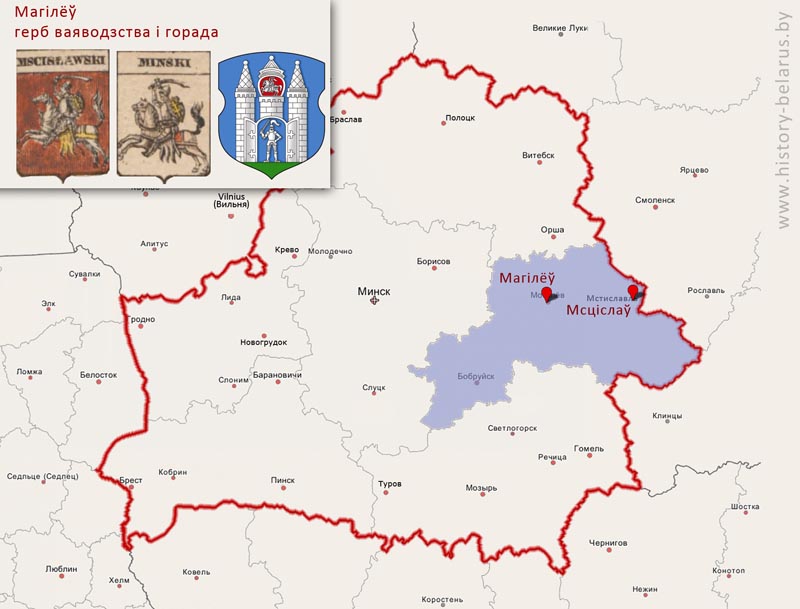 Магілёў
герб ваяводзства і горада
MSCISŁAWSKI
MINSKI
www.history-belarus.by
Великие Луки
Браслав
Полоцк
Витебск
Ярцево
Смоленск
Vilnius
(Вильня)
Алитус
Орша
Крево
Молодечно
Борисов
Сувалки
Магілёў
Минск
Рославль
Мстиславль
Мсціслаў
Элк
Лида
Гродно
Новогрудок
Ломжа
Белосток
Слоним
Барановичи
Бобруйск
Слуцк
Клинцы
Светлогорск
Гомель
Речица
Седльце (Седлец)
Кобрин
Брест
Пинск
Туров
Мозырь
Шостка
Чернигов
Люблин
Хелм
Ковель
Конотоп
Нежин
Коростень